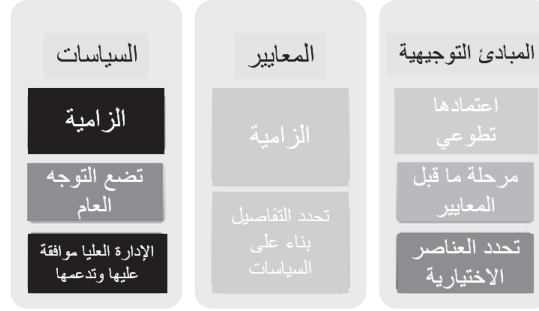 المبادئ التوجيهية
اعتمادها
تطوعي
مرحلة ما قبل
المعايير
تحدد العناصر
الاختيارية
المعايير
الزامية
تحدد التفاصيل
بناء على
السياسات
السياسات
الزامية
تضع التوجه
العام
الإدارة العليا موافقة
عليها وتدعمها